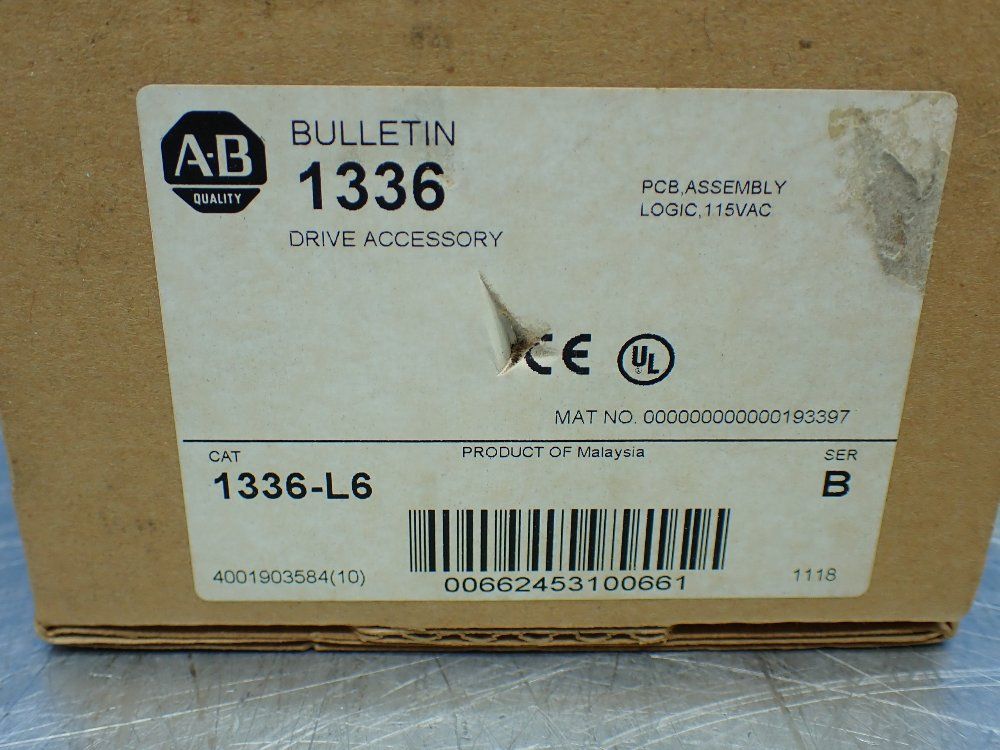 A-B
QUALITY
BULLETIN
1336
DRIVE ACCESSORY
PCB,ASSEMBLY
LOGIC,115VAC
CE
UL
MAT NO. 000000000000193397
CAT
PRODUCT OF Malaysia
SER
1336-L6
B
4001903584(10)
00662453100661
1118